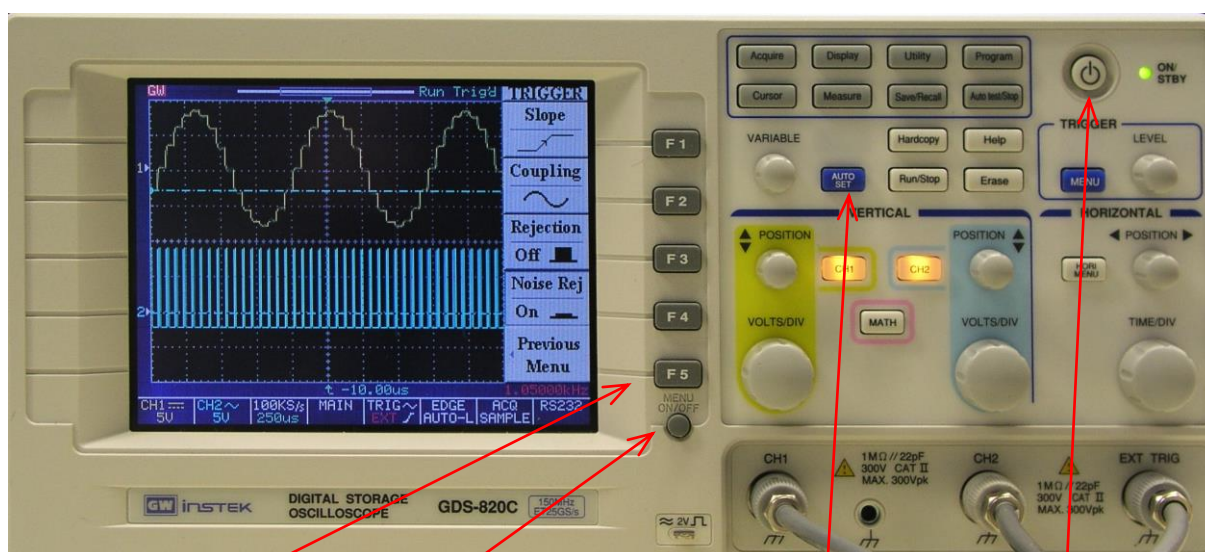 GW
Run Trig'd
TRIGGER
Slope
Coupling
Rejection
Off
Noise Rej
On
Previous
Menu
1
2
-10.00us
1.05000kHz
CH1 CH2 100KS/s MAIN TRIG EDGE ACQ RS232
5V 5V 250us EXT AUTO-L SAMPLE
F 1
F 2
F 3
F 4
F 5
MENU
ON/OFF
GW INSTEK
DIGITAL STORAGE
OSCILLOSCOPE
GDS-820C
150MHz
≈ 2V
Acquire
Display
Utility
Program
Cursor
Measure
Save/Recall
Auto test/Stop
ON/
STBY
VARIABLE
Hardcopy
Help
AUTO
SET
Run/Stop
Erase
TRIGGER
LEVEL
MENU
VERTICAL
POSITION
CH1
CH2
POSITION
MATH
VOLTS/DIV
VOLTS/DIV
HORIZONTAL
POSITION
HORI
MENU
TIME/DIV
CH1
1MΩ//22pF
300V CAT II
MAX. 300Vpk
CH2
1MΩ//22pF
300V CAT II
MAX. 300Vpk
EXT TRIG